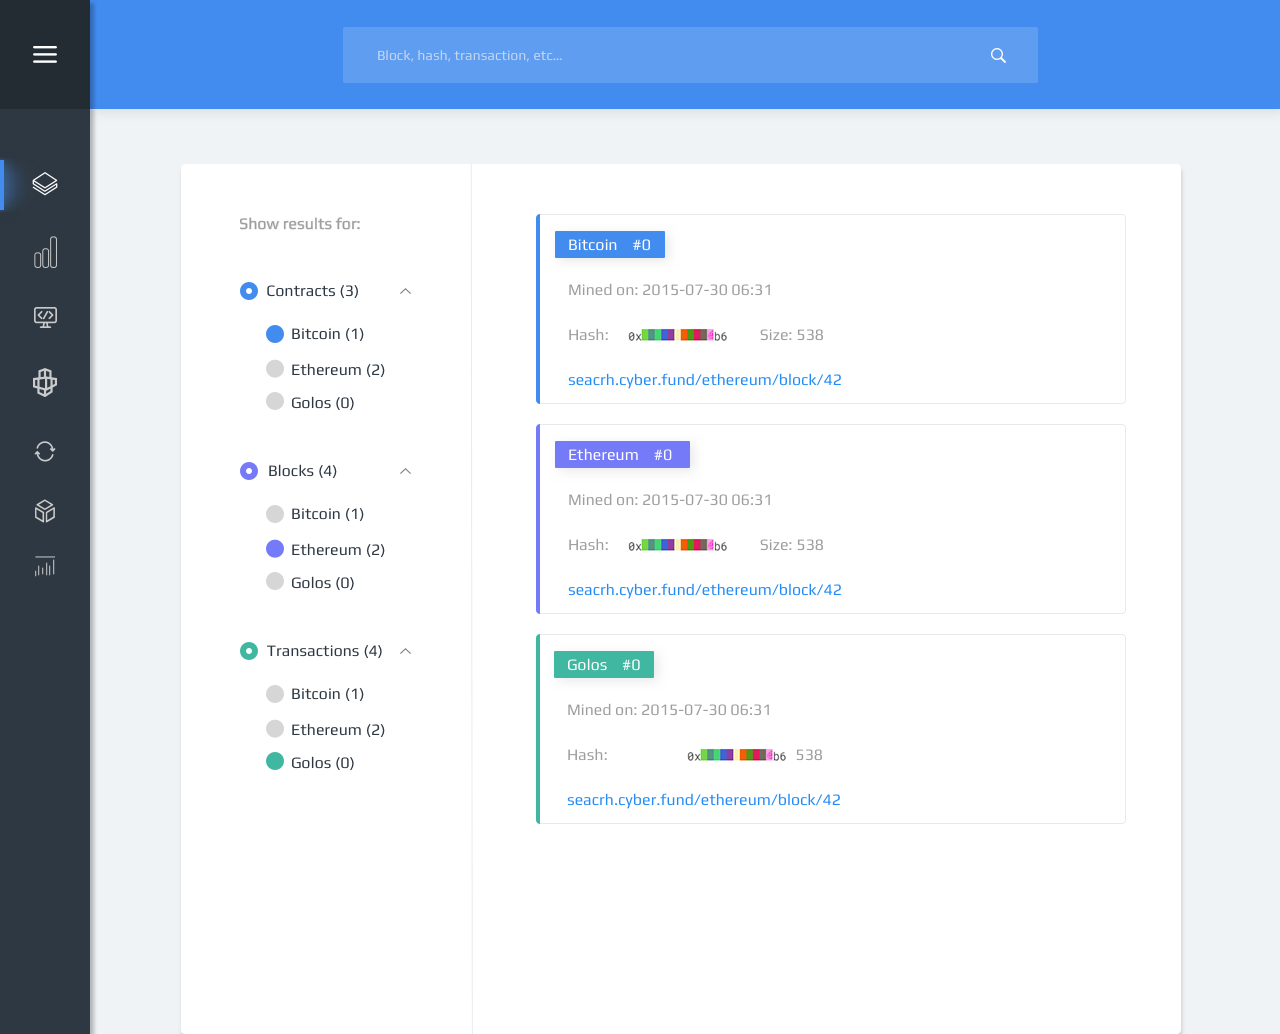 Block, hash, transaction, etc...
Show results for:
Contracts (3)
Bitcoin (1)
Ethereum (2)
Golos (0)
Blocks (4)
Bitcoin (1)
Ethereum (2)
Golos (0)
Transactions (4)
Bitcoin (1)
Ethereum (2)
Golos (0)
Bitcoin #0
Mined on: 2015-07-30 06:31
Hash: 0x b6 Size: 538
seacrh.cyber.fund/ethereum/block/42
Ethereum #0
Mined on: 2015-07-30 06:31
Hash: 0x b6 Size: 538
seacrh.cyber.fund/ethereum/block/42
Golos #0
Mined on: 2015-07-30 06:31
Hash: 0x b6 538
seacrh.cyber.fund/ethereum/block/42